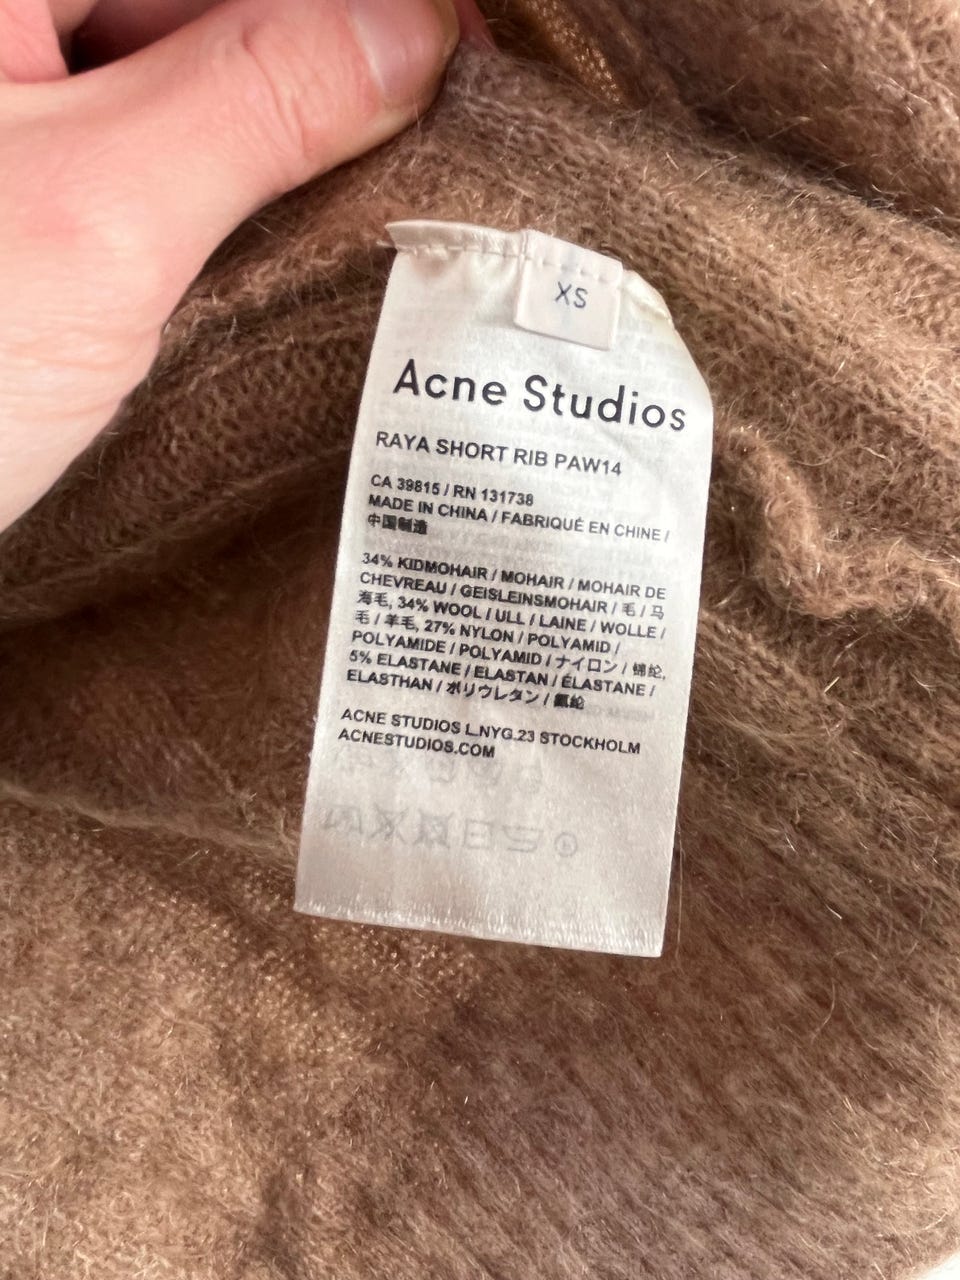 XS
Acne Studios
RAYA SHORT RIB PAW14
CA 39815 / RN 131738
MADE IN CHINA / FABRIQUÉ EN CHINE /
中国制造
34% KIDMOHAIR / MOHAIR / MOHAIR DE
CHEVREAU / GEISLEINSMOHAIR / 毛 / 马
海毛, 34% WOOL / ULL / LAINE / WOLLE /
毛 / 羊毛, 27% NYLON / POLYAMID /
POLYAMIDE / POLYAMID / ナイロン / 锦纶,
5% ELASTANE / ELASTAN / ÉLASTANE /
ELASTHAN / ポリウレタン / 氨纶
ACNE STUDIOS L.NYG.23 STOCKHOLM
ACNESTUDIOS.COM